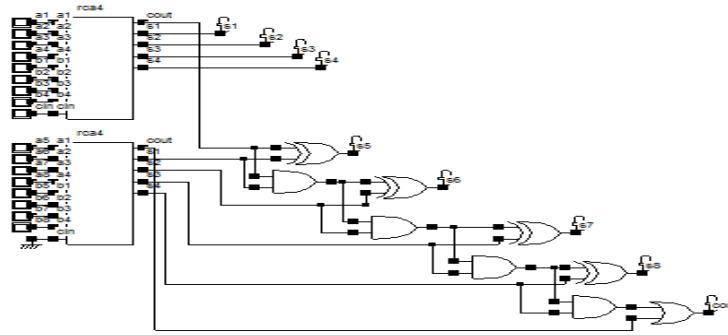 rca4
a1 a1 cout
a2 a2 s1 s1
a3 a3 s2 s2
a4 a4 s3 s3
b1 b1 s4 s4
b2 b2
b3 b3
b4 b4
cin cin
rca4
a5 a1 cout s5
a6 a2 s1
a7 a3 s2
a8 a4 s3 s6
b5 b1 s4
b6 b2
b7 b3
b8 b4 s7
cin
s8